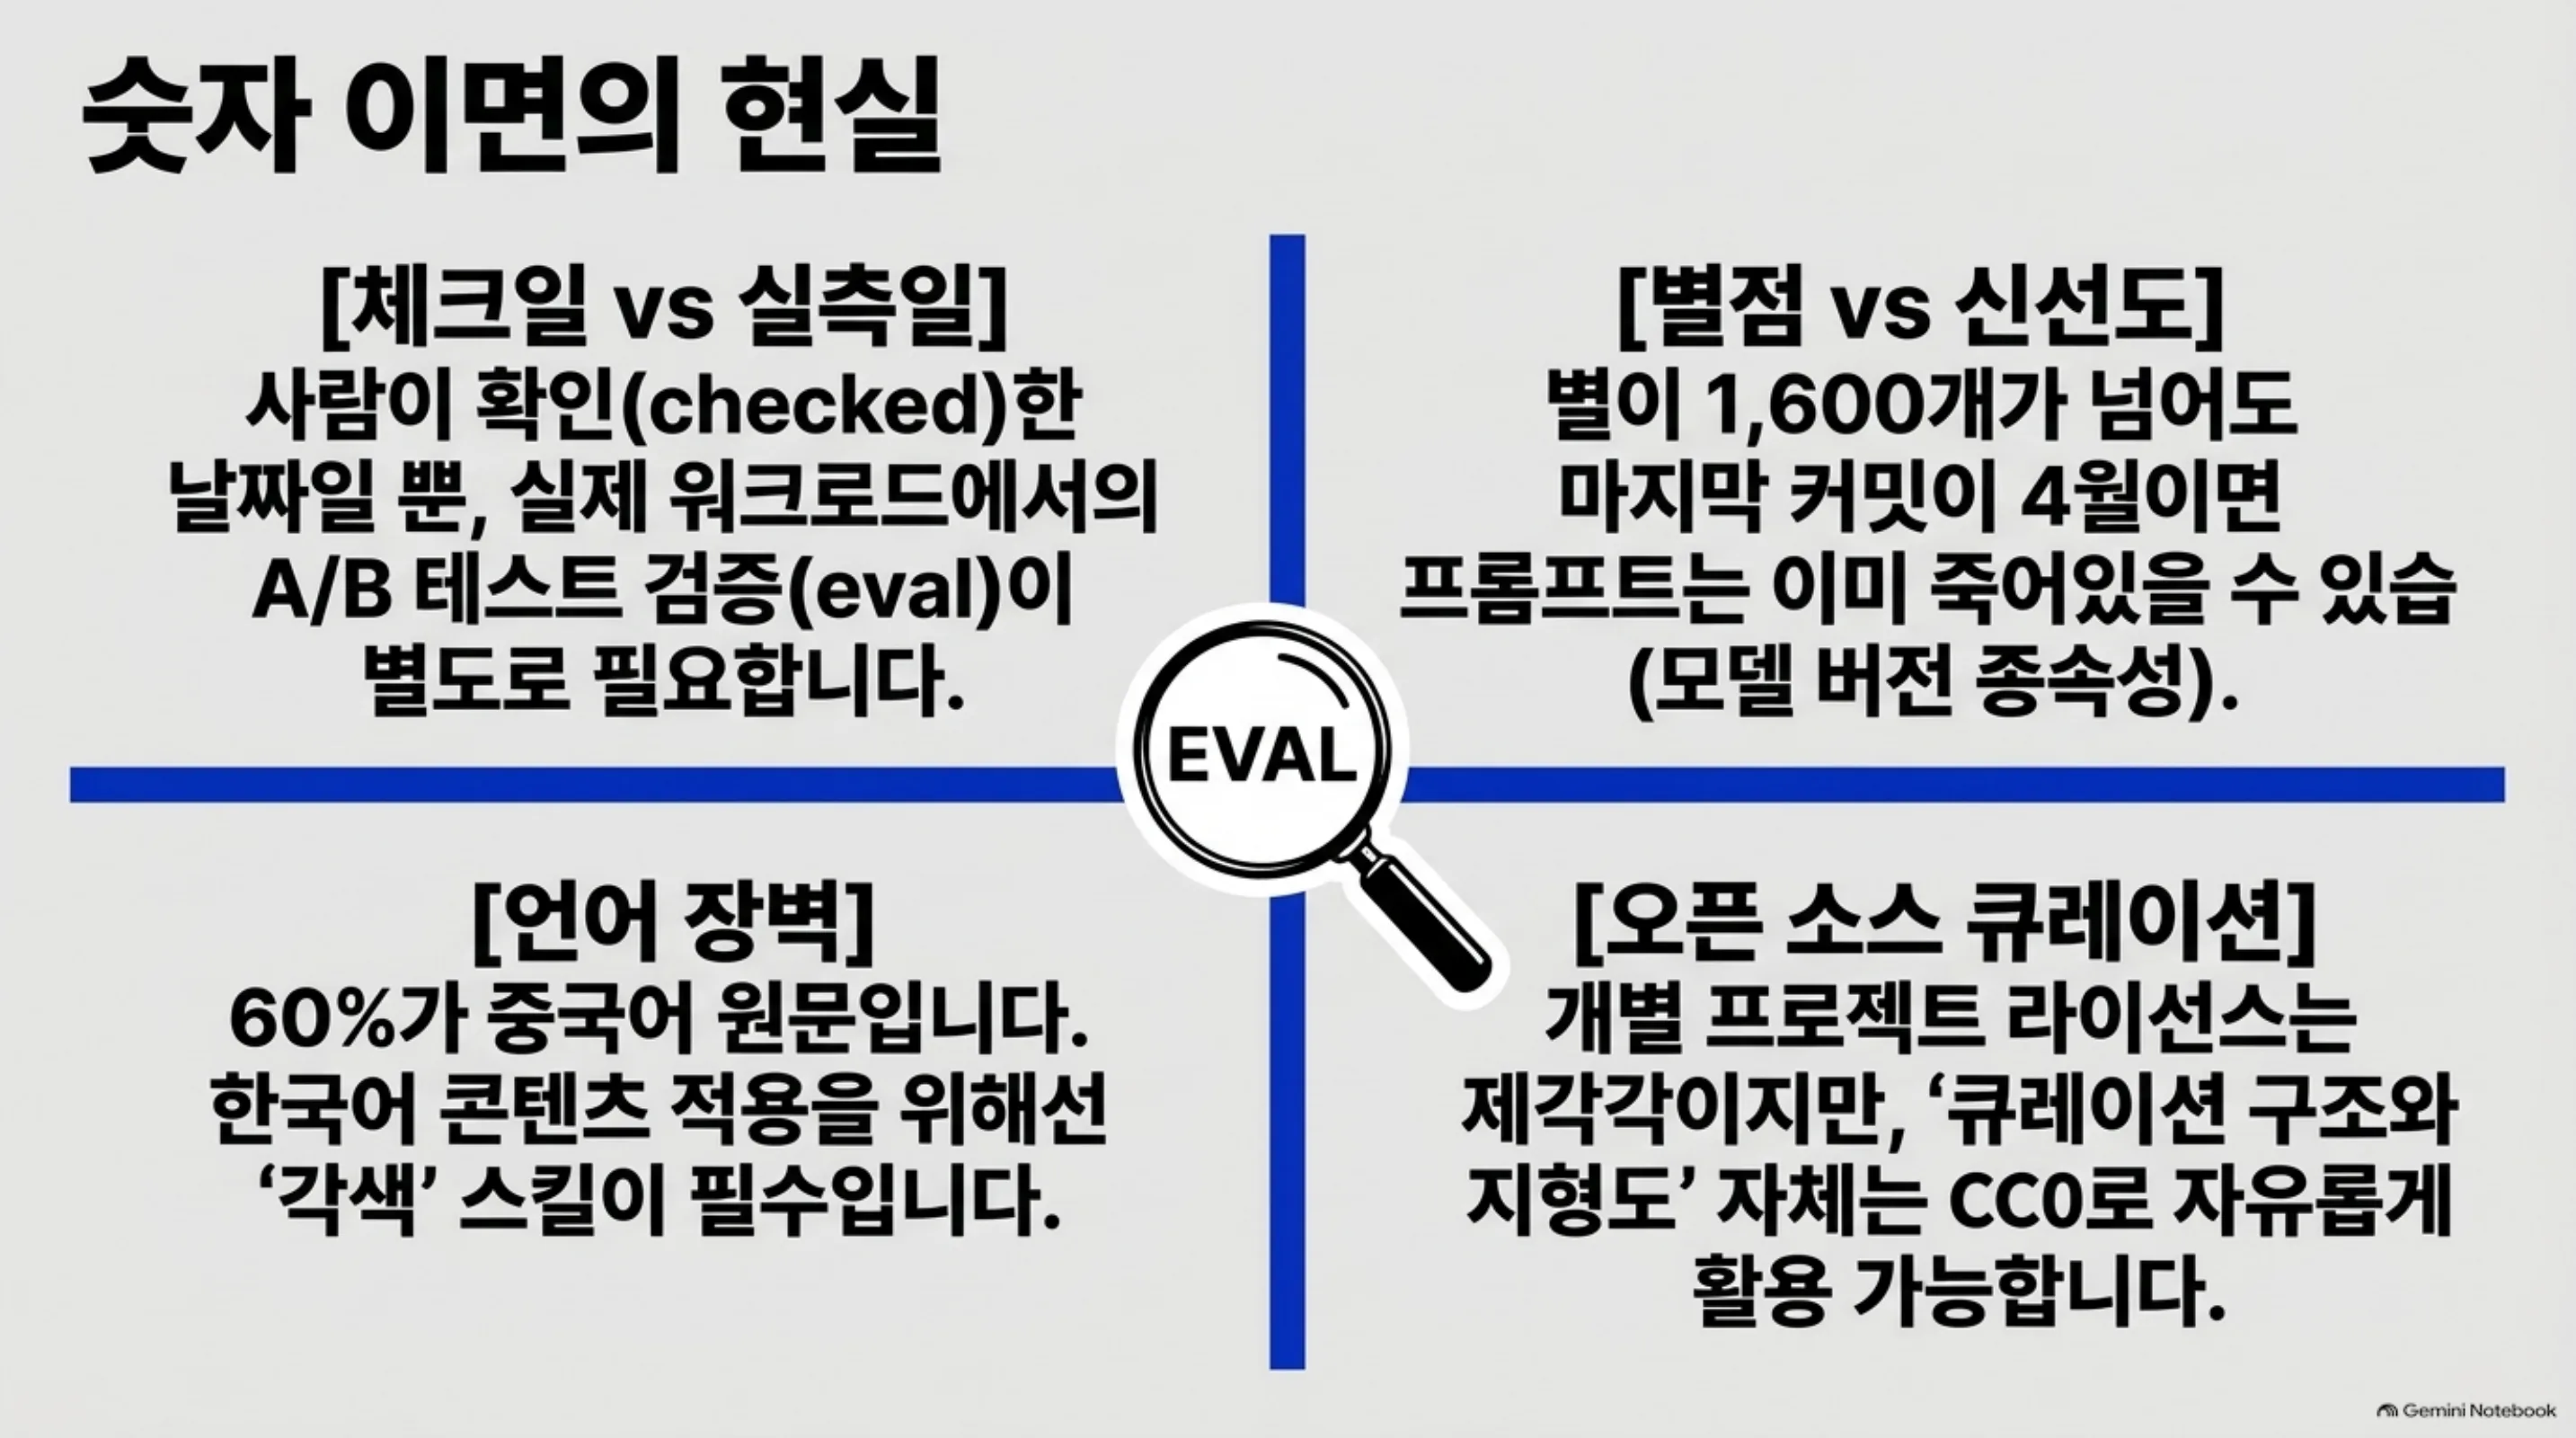 숫자 이면의 현실
[체크일 vs 실측일]
사람이 확인(checked)한
날짜일 뿐, 실제 워크로드에서의
A/B 테스트 검증(eval)이
별도로 필요합니다.
[별점 vs 신선도]
별이 1,600개가 넘어도
마지막 커밋이 4월이면
프롬프트는 이미 죽어있을 수 있습
(모델 버전 종속성).
EVAL
[언어 장벽]
60%가 중국어 원문입니다.
한국어 콘텐츠 적용을 위해선
‘각색’ 스킬이 필수입니다.
[오픈 소스 큐레이션]
개별 프로젝트 라이선스는
제각각이지만, ‘큐레이션 구조와
지형도’ 자체는 CC0로 자유롭게
활용 가능합니다.
Gemini Notebook